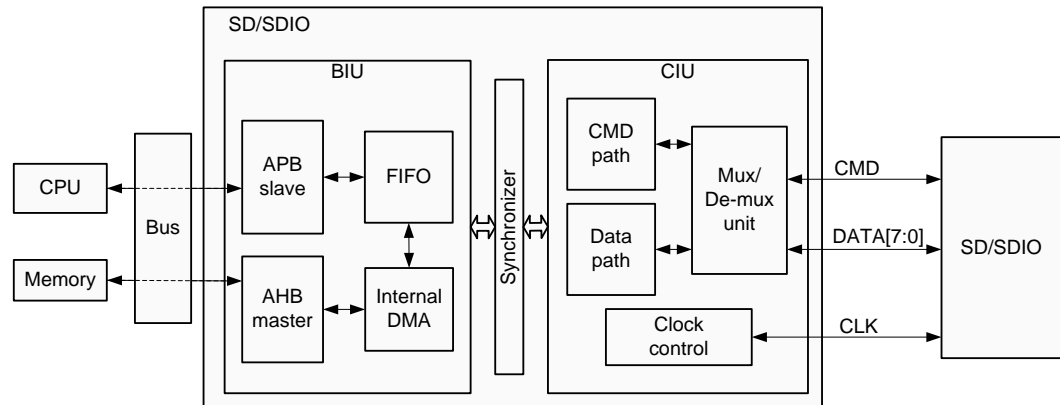 SD/SDIO
BIU
CIU
CPU
Memory
Bus
APB
slave
FIFO
AHB
master
Internal
DMA
Synchronizer
CMD
path
Data
path
Mux/
De-mux
unit
Clock
control
CMD
DATA[7:0]
CLK
SD/SDIO